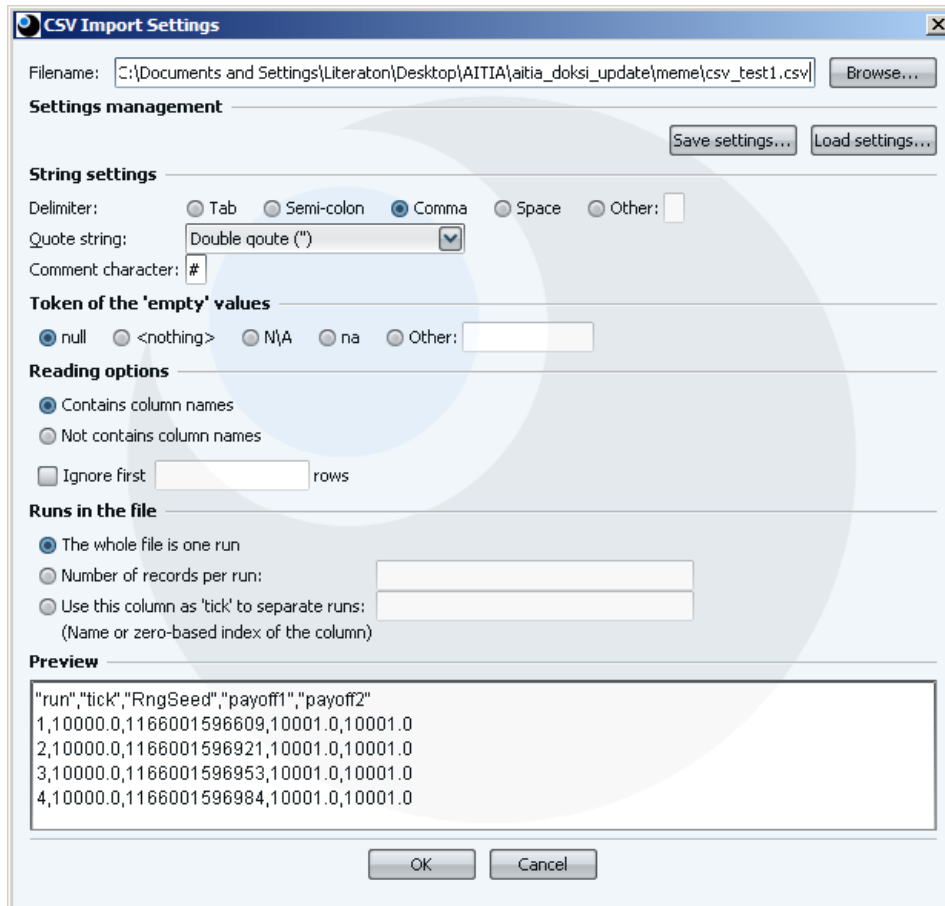 CSV Import Settings
Filename: C:\Documents and Settings\Literaton\Desktop\AITIA\aitia_doksi_update\meme\csv_test1.csv Browse...
Settings management
Save settings... Load settings...
String settings
Delimiter: Tab Semi-colon Comma Space Other:
Quote string: Double qoute (")
Comment character: #
Token of the 'empty' values
null <nothing> N\A na Other:
Reading options
Contains column names
Not contains column names
Ignore first rows
Runs in the file
The whole file is one run
Number of records per run:
Use this column as 'tick' to separate runs:
(Name or zero-based index of the column)
Preview
"run","tick","RngSeed","payoff1","payoff2"
1,10000.0,1166001596609,10001.0,10001.0
2,10000.0,1166001596921,10001.0,10001.0
3,10000.0,1166001596953,10001.0,10001.0
4,10000.0,1166001596984,10001.0,10001.0
OK Cancel